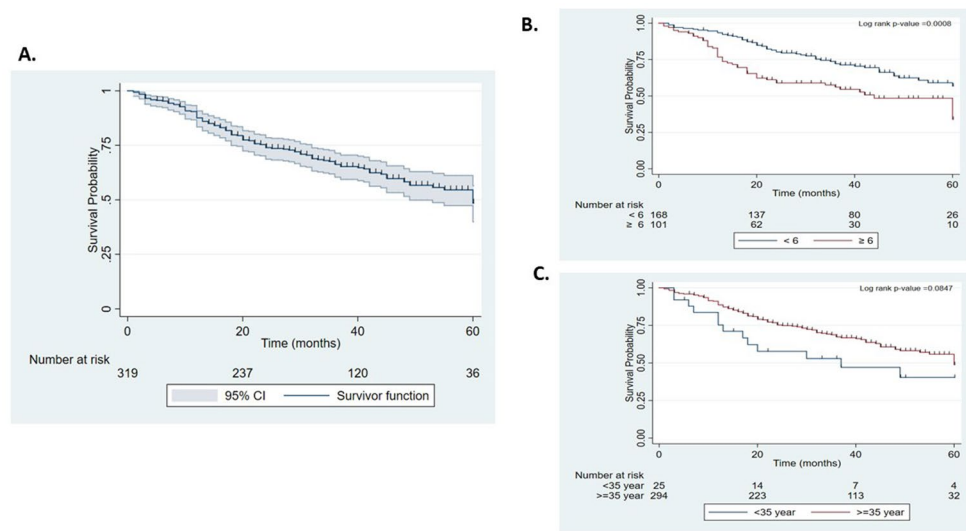 A.
1
.75
.5
.25
0
Survival Probability
0 20 40 60
Time (months)
Number at risk
319 237 120 36
95% CI Survivor function
B.
Log rank p-value =0.0008
1.00
0.75
0.50
0.25
0.00
Survival Probability
0 20 40 60
Time (months)
Number at risk
< 6 168 137 80 26
≥ 6 101 62 30 10
< 6 ≥ 6
C.
Log rank p-value =0.0847
1.00
0.75
0.50
0.25
0.00
Survival Probability
0 20 40 60
Time (months)
Number at risk
<35 year 25 14 7 4
>=35 year 294 223 113 32
<35 year >=35 year